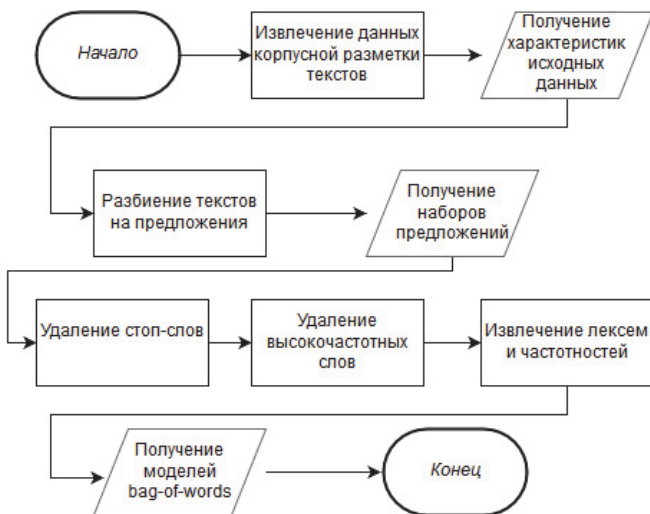 Начало
Извлечение данных
корпусной разметки
текстов
Получение
характеристик
исходных
данных
Разбиение текстов
на предложения
Получение
наборов
предложений
Удаление стоп-слов
Удаление
высокочастотных
слов
Извлечение лексем
и частотностей
Получение
моделей
bag-of-words
Конец